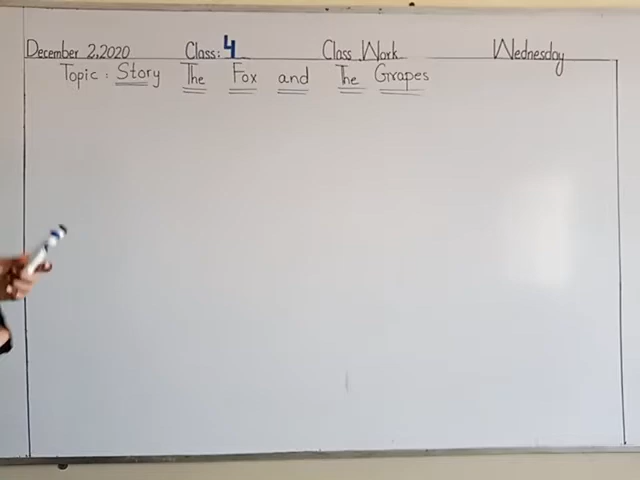 December 2,2020 Class: 4 Class Work Wednesday
Topic : Story The Fox and The Grapes